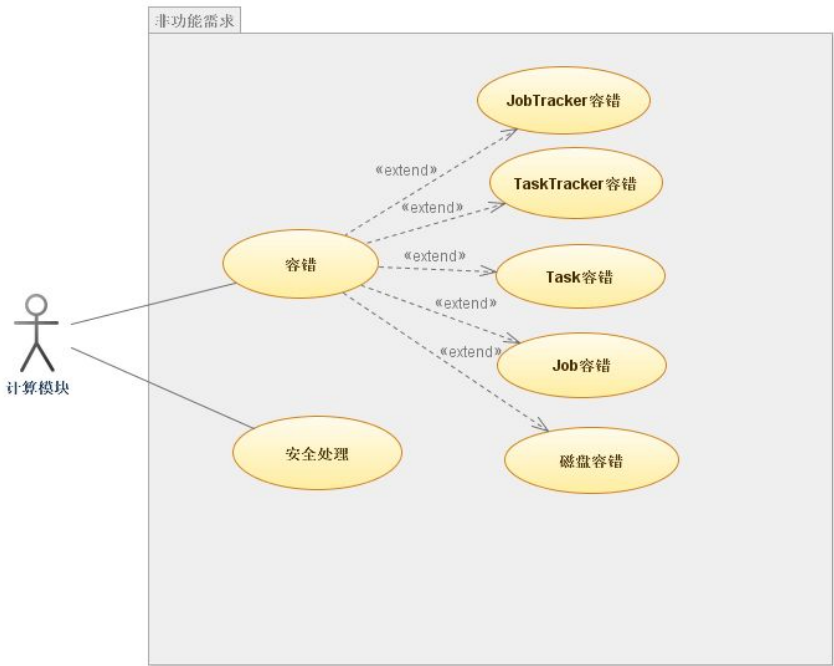 非功能需求
JobTracker容错
«extend»
TaskTracker容错
«extend»
容错
«extend»
Task容错
«extend»
«extend»
Job容错
计算模块
安全处理
磁盘容错